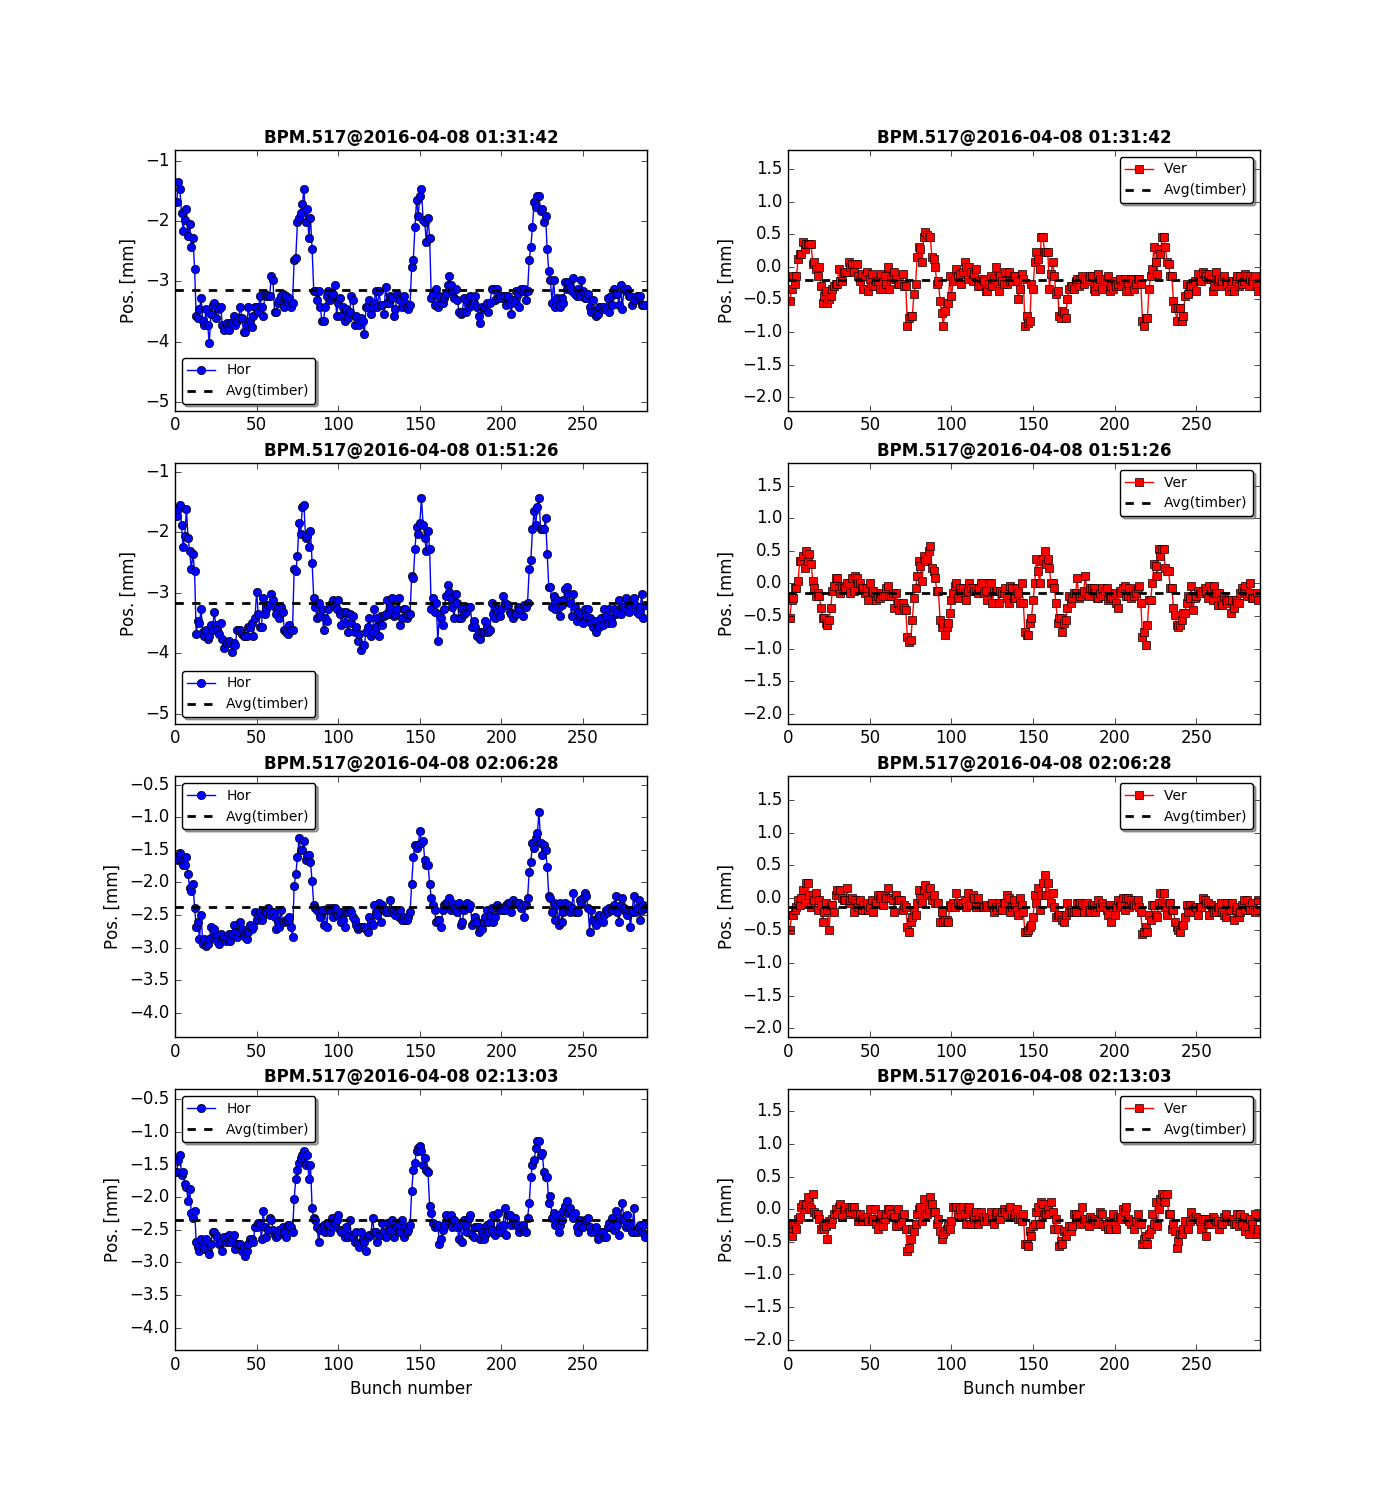 BPM.517@2016-04-08 01:31:42
BPM.517@2016-04-08 01:31:42
−1
−2
−3
−4
−5
Pos. [mm]
Hor
Avg(timber)
0 50 100 150 200 250
1.5
1.0
0.5
0.0
−0.5
−1.0
−1.5
−2.0
Pos. [mm]
Ver
Avg(timber)
0 50 100 150 200 250
BPM.517@2016-04-08 01:51:26
BPM.517@2016-04-08 01:51:26
−1
−2
−3
−4
−5
Pos. [mm]
Hor
Avg(timber)
0 50 100 150 200 250
1.5
1.0
0.5
0.0
−0.5
−1.0
−1.5
−2.0
Pos. [mm]
Ver
Avg(timber)
0 50 100 150 200 250
BPM.517@2016-04-08 02:06:28
BPM.517@2016-04-08 02:06:28
−0.5
−1.0
−1.5
−2.0
−2.5
−3.0
−3.5
−4.0
Pos. [mm]
Hor
Avg(timber)
0 50 100 150 200 250
1.5
1.0
0.5
0.0
−0.5
−1.0
−1.5
−2.0
Pos. [mm]
Ver
Avg(timber)
0 50 100 150 200 250
BPM.517@2016-04-08 02:13:03
BPM.517@2016-04-08 02:13:03
−0.5
−1.0
−1.5
−2.0
−2.5
−3.0
−3.5
−4.0
Pos. [mm]
Hor
Avg(timber)
0 50 100 150 200 250
Bunch number
1.5
1.0
0.5
0.0
−0.5
−1.0
−1.5
−2.0
Pos. [mm]
Ver
Avg(timber)
0 50 100 150 200 250
Bunch number